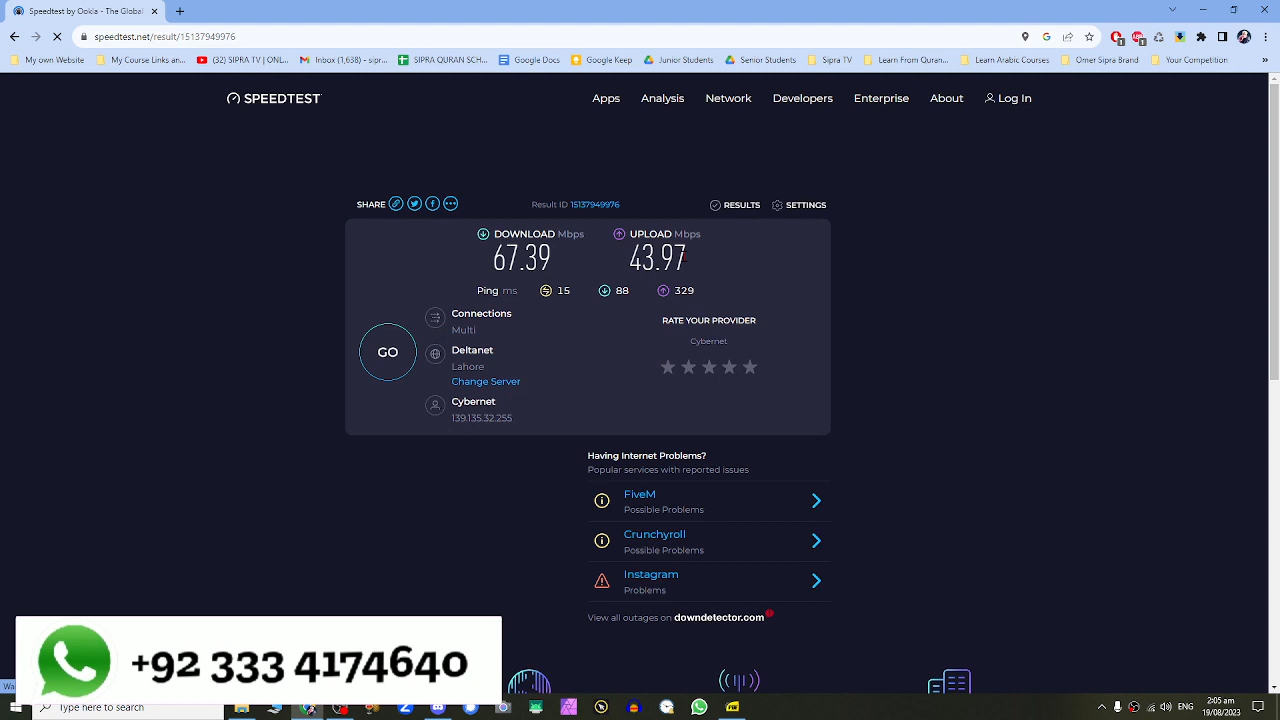 Speedtest by Ookla - The Global
speedtest.net/result/15137949976
My own Website
My Course Links an...
(32) SIPRA TV | ONL...
Gmail
Inbox (1,638) - sipr...
SIPRA QURAN SCH...
Google Docs
Google Keep
Junior Students
Senior Students
Sipra TV
Learn from Quran...
Learn Arabic Courses
Omer Sipra Brand
Your Competition
SPEEDTEST
Apps
Analysis
Network
Developers
Enterprise
About
Log In
SHARE
Result ID 15137949976
RESULTS
SETTINGS
DOWNLOAD Mbps
UPLOAD Mbps
67.39
43.97
Ping ms
15
88
329
GO
Connections
Multi
Deltanet
Lahore
Change Server
Cybernet
139.135.32.255
RATE YOUR PROVIDER
Cybernet
Having Internet Problems?
Popular services with reported issues
FiveM
Possible Problems
Crunchyroll
Possible Problems
Instagram
Problems
View all outages on downdetector.com
+92 333 4174640
Type here to search
2:05 am